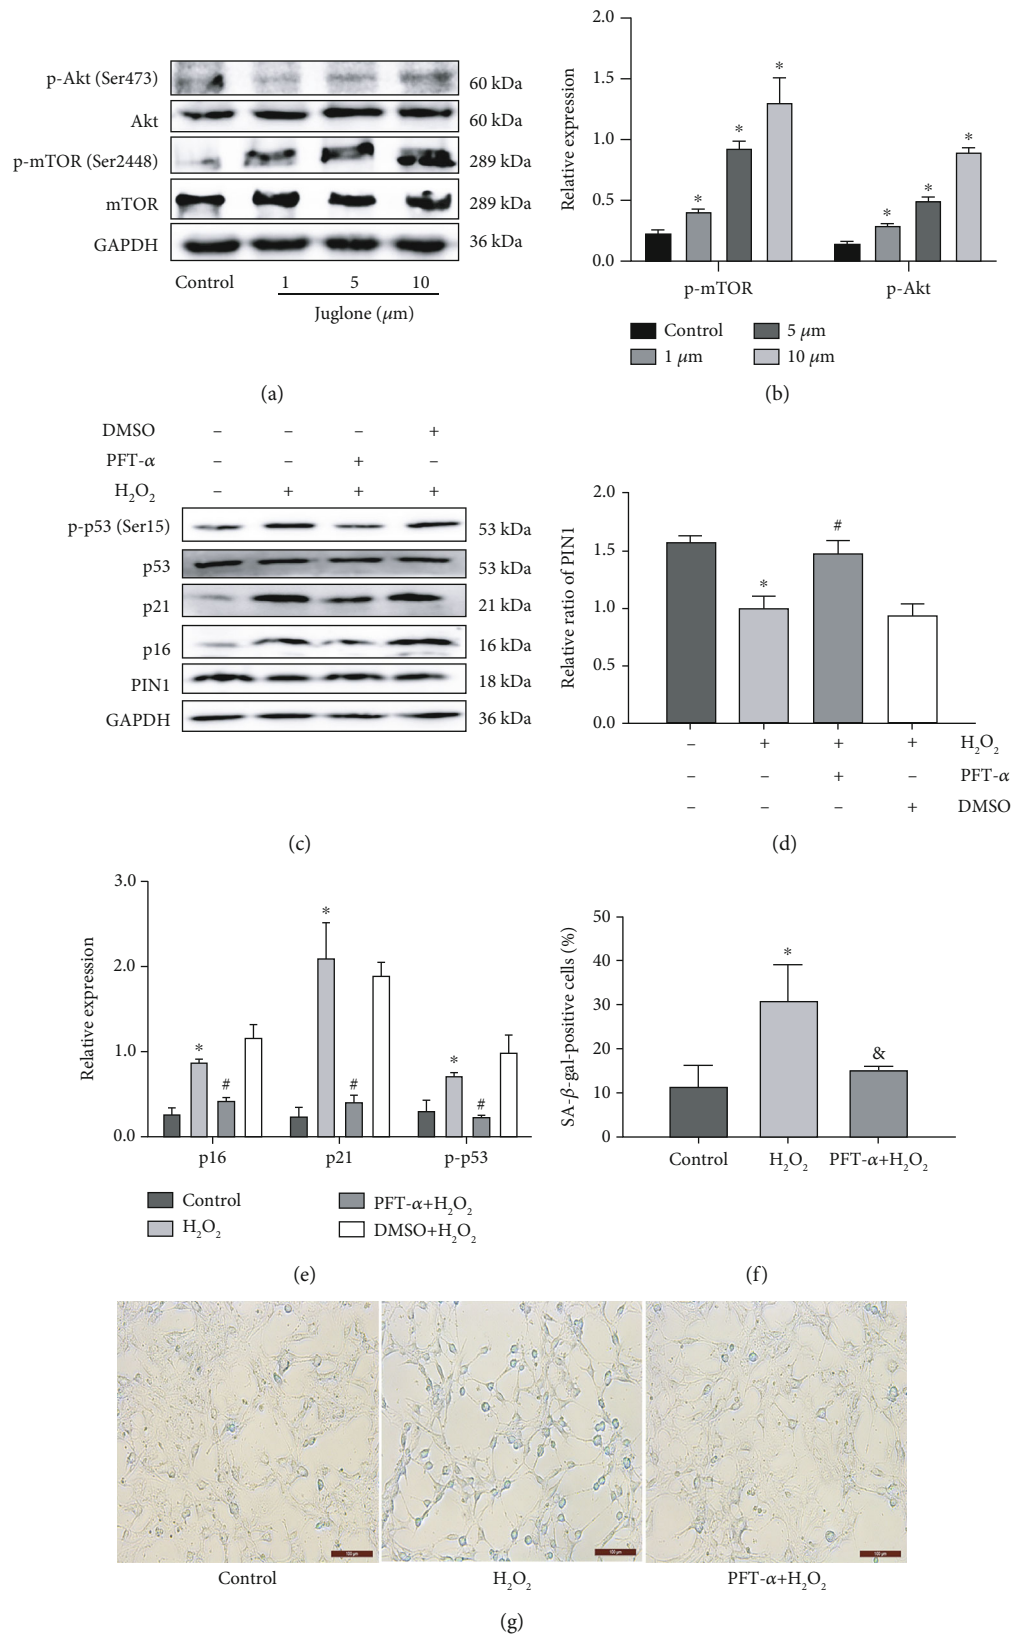 p-Akt (Ser473)
60 kDa
Akt
60 kDa
p-mTOR (Ser2448)
289 kDa
mTOR
289 kDa
GAPDH
36 kDa
Control 1 5 10
Juglone (μm)
(a)
2.0
1.5
1.0
0.5
0.0
Relative expression
* * * * * *
p-mTOR p-Akt
Control 5 μm
1 μm 10 μm
(b)
DMSO – – – +
PFT-α – – + –
H₂O₂ – + + +
p-p53 (Ser15) 53 kDa
p53 53 kDa
p21 21 kDa
p16 16 kDa
PIN1 18 kDa
GAPDH 36 kDa
(c)
2.0
1.5
1.0
0.5
0.0
Relative ratio of PIN1
* #
– + + + H₂O₂
– – + – PFT-α
– – – + DMSO
(d)
3.0
2.0
1.0
0.0
Relative expression
* # * # * #
p16 p21 p-p53
Control PFT-α+H₂O₂
H₂O₂ DMSO+H₂O₂
(e)
50
40
30
20
10
0
SA-β-gal-positive cells (%)
* &
Control H₂O₂ PFT-α+H₂O₂
(f)
100 μm 100 μm 100 μm
Control H₂O₂ PFT-α+H₂O₂
(g)